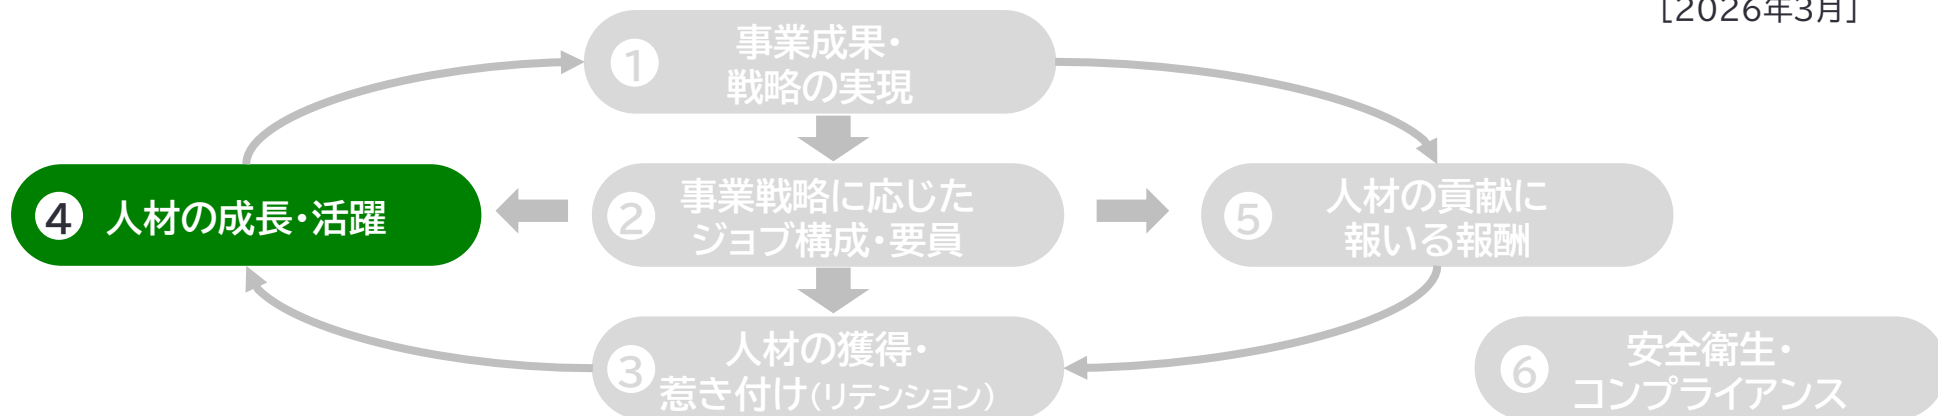 [2026年3月]
❶ 事業成果・
戦略の実現
❹ 人材の成長・活躍
❷ 事業戦略に応じた
ジョブ構成・要員
❺ 人材の貢献に
報いる報酬
❸ 人材の獲得・
惹き付け(リテンション)
❻ 安全衛生・
コンプライアンス